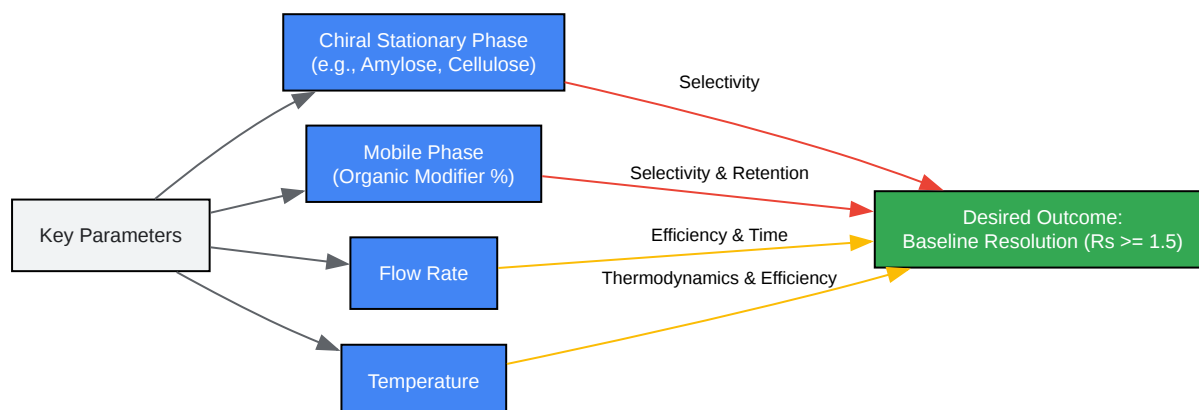 Chiral Stationary Phase
(e.g., Amylose, Cellulose)
Selectivity
Mobile Phase
(Organic Modifier %)
Selectivity & Retention
Key Parameters
Desired Outcome:
Baseline Resolution (Rs >= 1.5)
Flow Rate
Efficiency & Time
Thermodynamics & Efficiency
Temperature